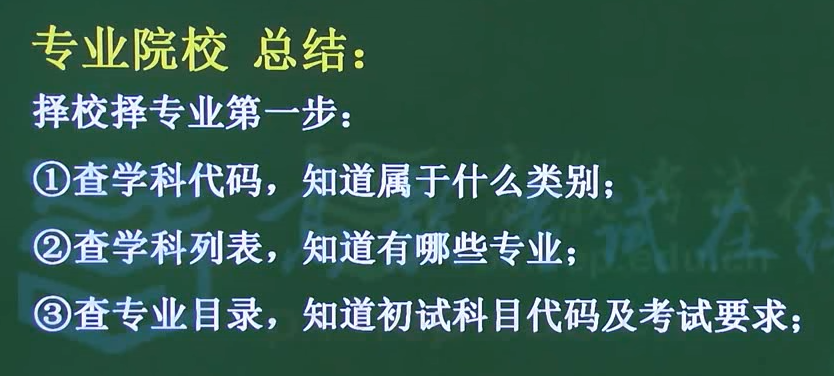 专业院校 总结：
择校择专业第一步：
①查学科代码，知道属于什么类别；
②查学科列表，知道有哪些专业；
③查专业目录，知道初试科目代码及考试要求；